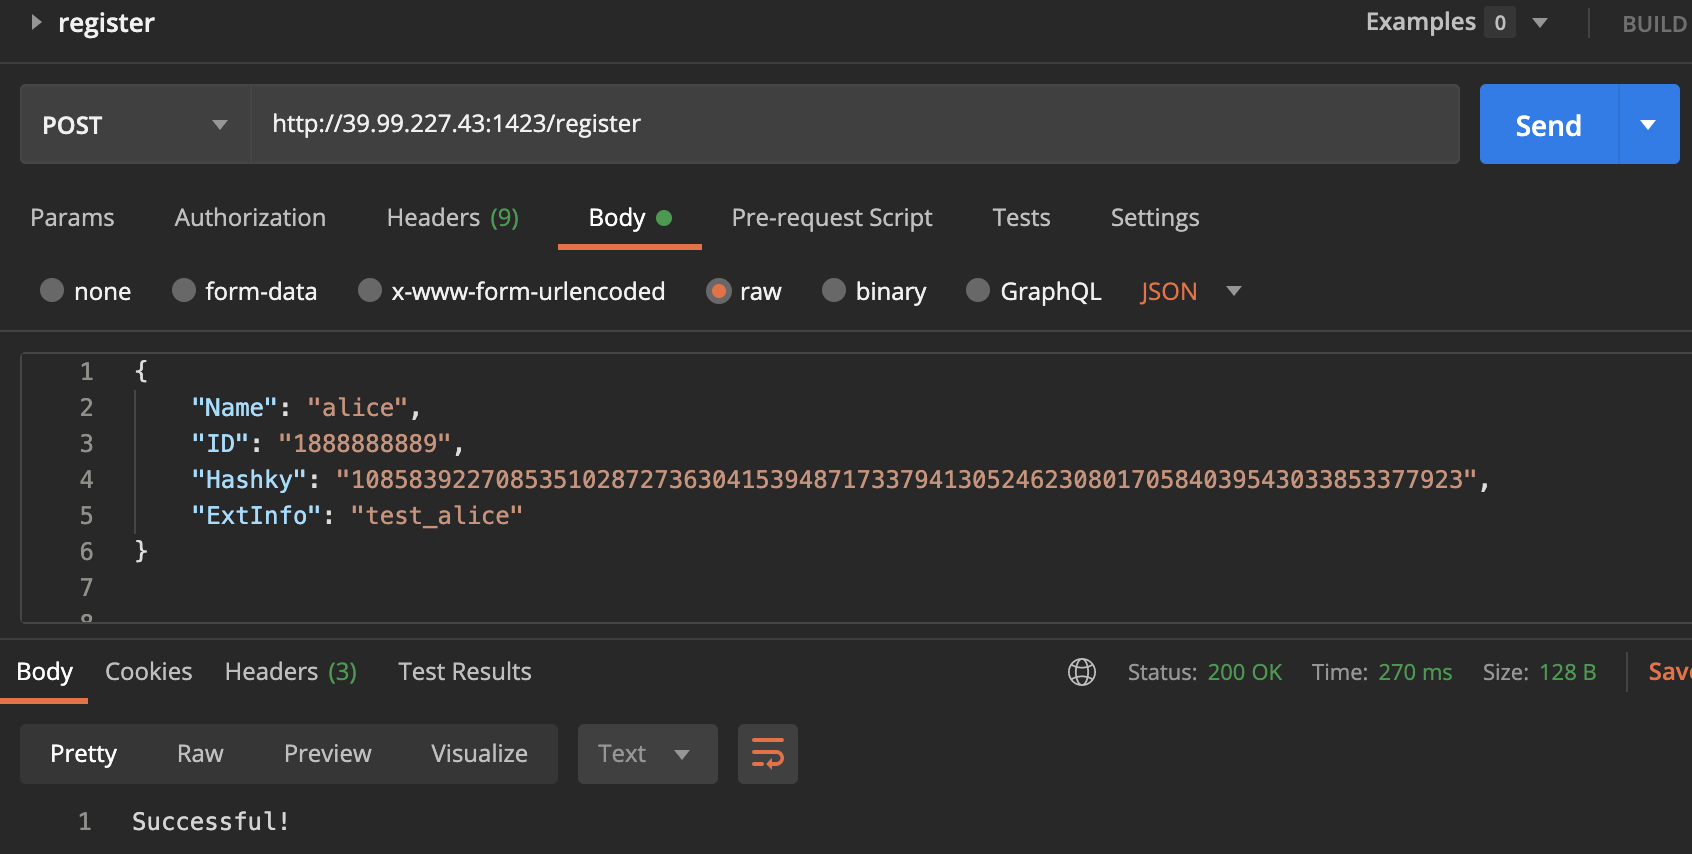 register
Examples 0
BUILD
POST
http://39.99.227.43:1423/register
Send
Params Authorization Headers (9) Body Pre-request Script Tests Settings
none form-data x-www-form-urlencoded raw binary GraphQL JSON
1 {
2 "Name": "alice",
3 "ID": "1888888889",
4 "Hashky": "10858392270853510287273630415394871733794130524623080170584039543033853377923",
5 "ExtInfo": "test_alice"
6 }
7
8
Body Cookies Headers (3) Test Results Status: 200 OK Time: 270 ms Size: 128 B Save
Pretty Raw Preview Visualize Text
1 Successful!